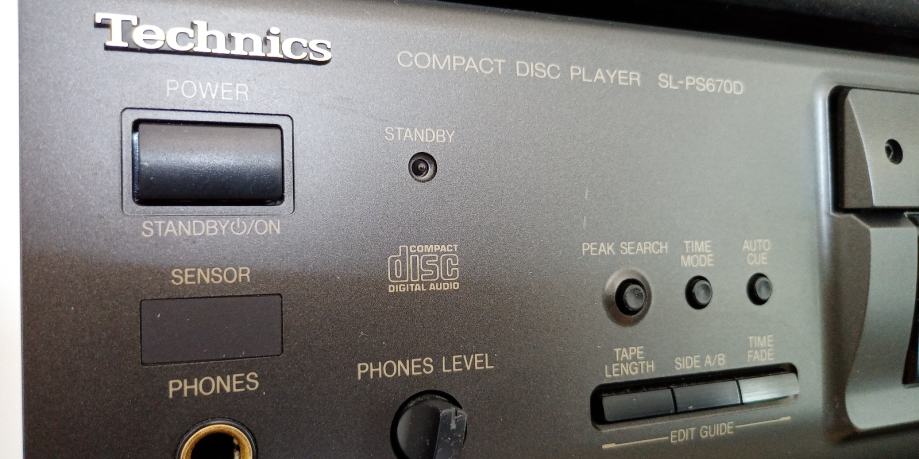 Technics
COMPACT DISC PLAYER SL-PS670D
POWER
STANDBY
STANDBY⏻/ON
COMPACT
disc
DIGITAL AUDIO
PEAK SEARCH
TIME
MODE
AUTO
CUE
SENSOR
PHONES LEVEL
TAPE
LENGTH
SIDE A/B
TIME
FADE
PHONES
EDIT GUIDE